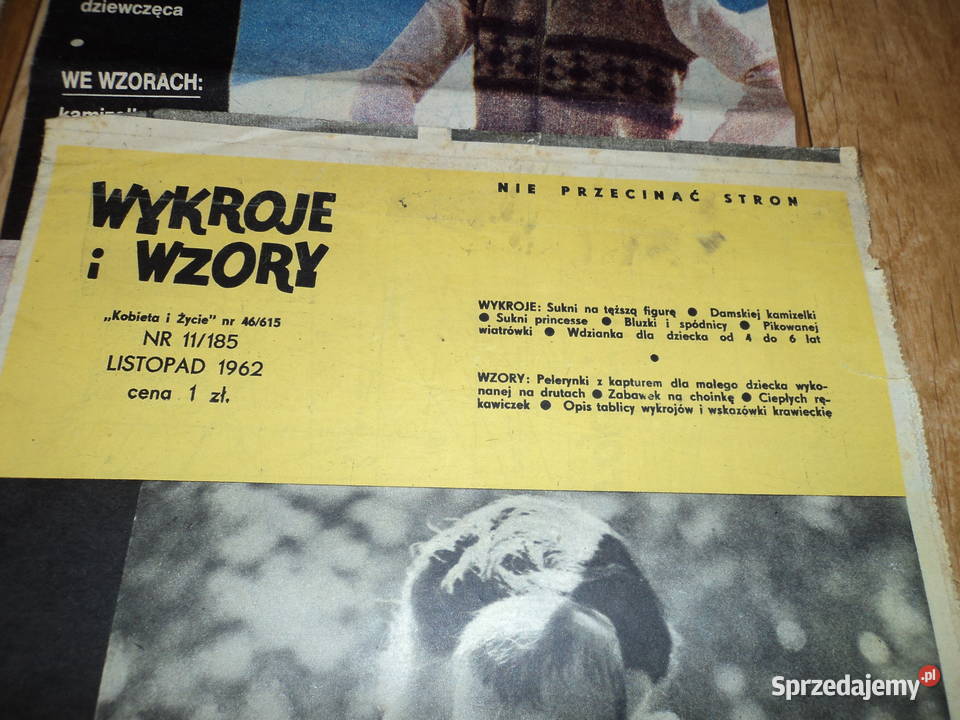 dziewczęca
WE WZORACH:
WYKROJE
i WZORY
„Kobieta i Życie" nr 46/615
NR 11/185
LISTOPAD 1962
cena 1 zł.
NIE PRZECINAĆ STRON
WYKROJE: Sukni na tęższą figurę ● Damskiej kamizelki
● Sukni princesse ● Bluzki i spódnicy ● Pikowanej
wiatrówki ● Wdzianka dla dziecka od 4 do 6 lat
●
WZORY: Pelerynki z kapturem dla małego dziecka wyko-
nanej na drutach ● Zabawek na choinkę ● Ciepłych rę-
kawiczek ● Opis tablicy wykrojów i wskazówki krawieckie
Sprzedajemy.pl